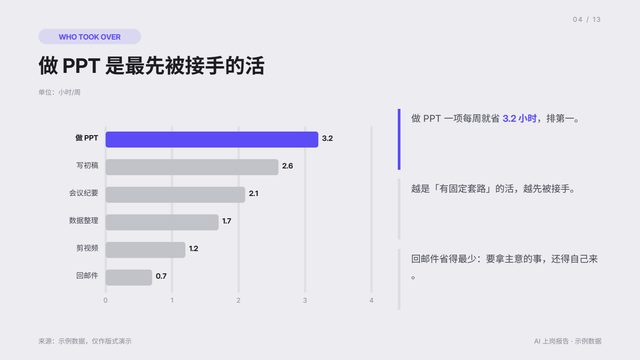 04 / 13
WHO TOOK OVER
做 PPT 是最先被接手的活
单位：小时/周
做 PPT 3.2
写初稿 2.6
会议纪要 2.1
数据整理 1.7
剪视频 1.2
回邮件 0.7
0 1 2 3 4
做 PPT 一项每周就省 3.2 小时，排第一。
越是「有固定套路」的活，越先被接手。
回邮件省得最少：要拿主意的事，还得自己来
。
来源：示例数据，仅作版式演示
AI 上岗报告 · 示例数据